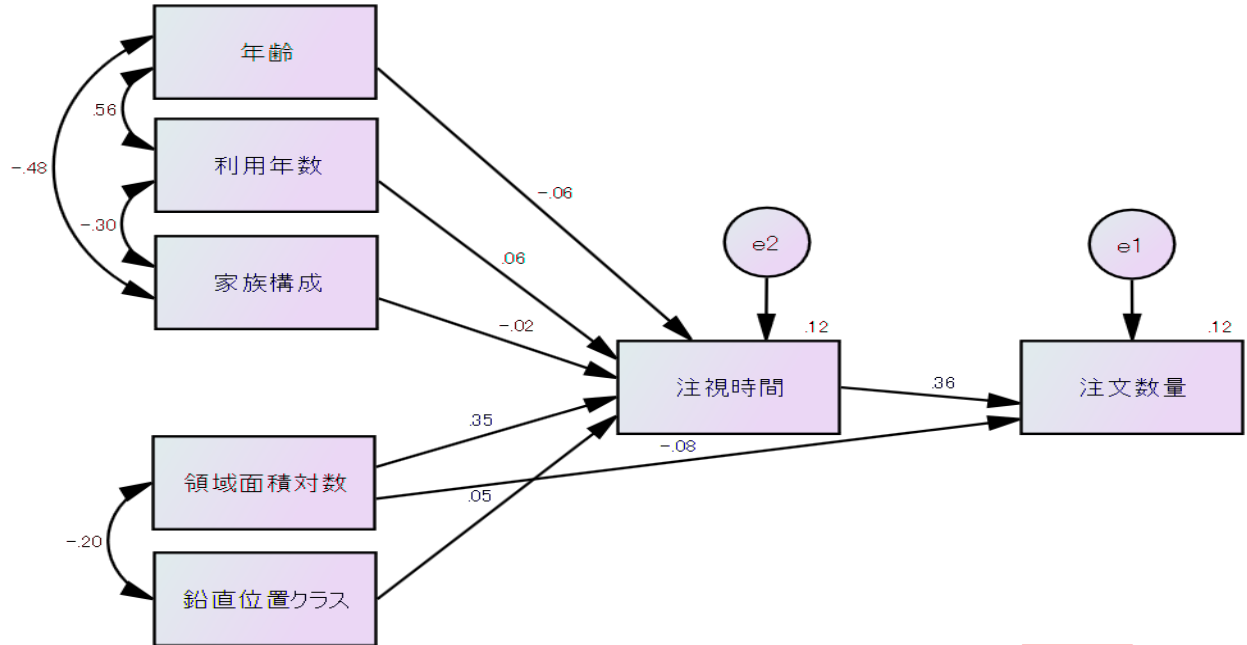 年齢
.56
-.48
利用年数
-.30
家族構成
-.06
.06
-.02
e2
e1
.12
.12
注視時間
.36
注文数量
.35
-.08
領域面積対数
.05
-.20
鉛直位置クラス